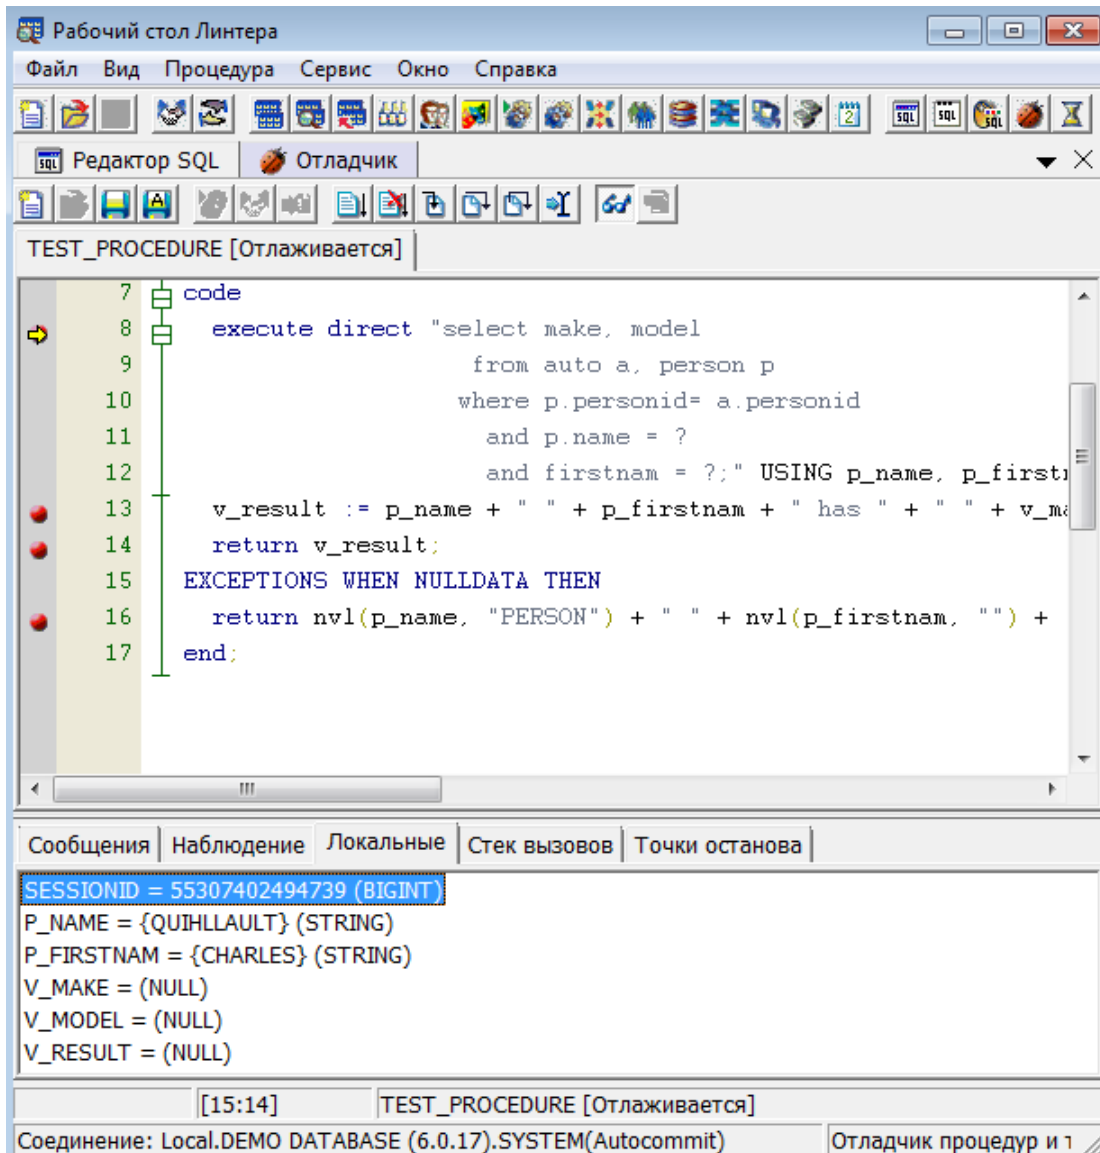 Рабочий стол Линтера
Файл Вид Процедура Сервис Окно Справка
Редактор SQL Отладчик
TEST_PROCEDURE [Отлаживается]
7 code
8 execute direct "select make, model
9 from auto a, person p
10 where p.personid= a.personid
11 and p.name = ?
12 and firstnam = ?;" USING p_name, p_firstn
13 v_result := p_name + " " + p_firstnam + " has " + " " + v_ma
14 return v_result;
15 EXCEPTIONS WHEN NULLDATA THEN
16 return nvl(p_name, "PERSON") + " " + nvl(p_firstnam, "") +
17 end;
Сообщения Наблюдение Локальные Стек вызовов Точки останова
SESSIONID = 55307402494739 (BIGINT)
P_NAME = {QUIHLLAULT} (STRING)
P_FIRSTNAM = {CHARLES} (STRING)
V_MAKE = (NULL)
V_MODEL = (NULL)
V_RESULT = (NULL)
[15:14] TEST_PROCEDURE [Отлаживается]
Соединение: Local.DEMO DATABASE (6.0.17).SYSTEM(Autocommit) Отладчик процедур и т